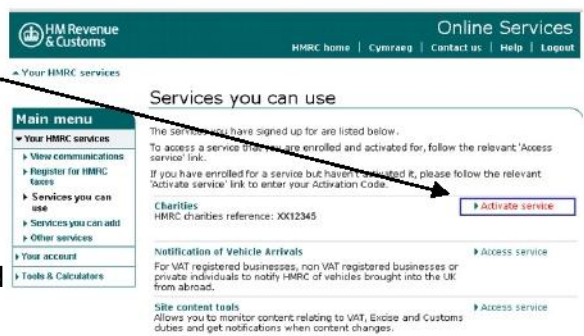 HM Revenue
& Customs
Online Services
HMRC home | Cymraeg | Contact us | Help | Logout
Your HMRC services
Services you can use
Main menu
Your HMRC services
View communications
Register for HMRC
taxes
Services you can
use
Services you can add
Other services
Your account
Tools & Calculators
The services you have signed up for are listed below.
To access a service that you are enrolled and activated for, follow the relevant 'Access
service' link.
If you have enrolled for a service but haven't activated it, please follow the relevant
'Activate service' link to enter your Activation Code.
Charities
HMRC charities reference: XX12345
Activate service
Notification of Vehicle Arrivals
Access service
For VAT registered businesses, non VAT registered businesses or
private individuals to notify HMRC of vehicles brought into the UK
from abroad.
Site content tools
Access service
Allows you to monitor content relating to VAT, Excise and Customs
duties and get notifications when content changes.